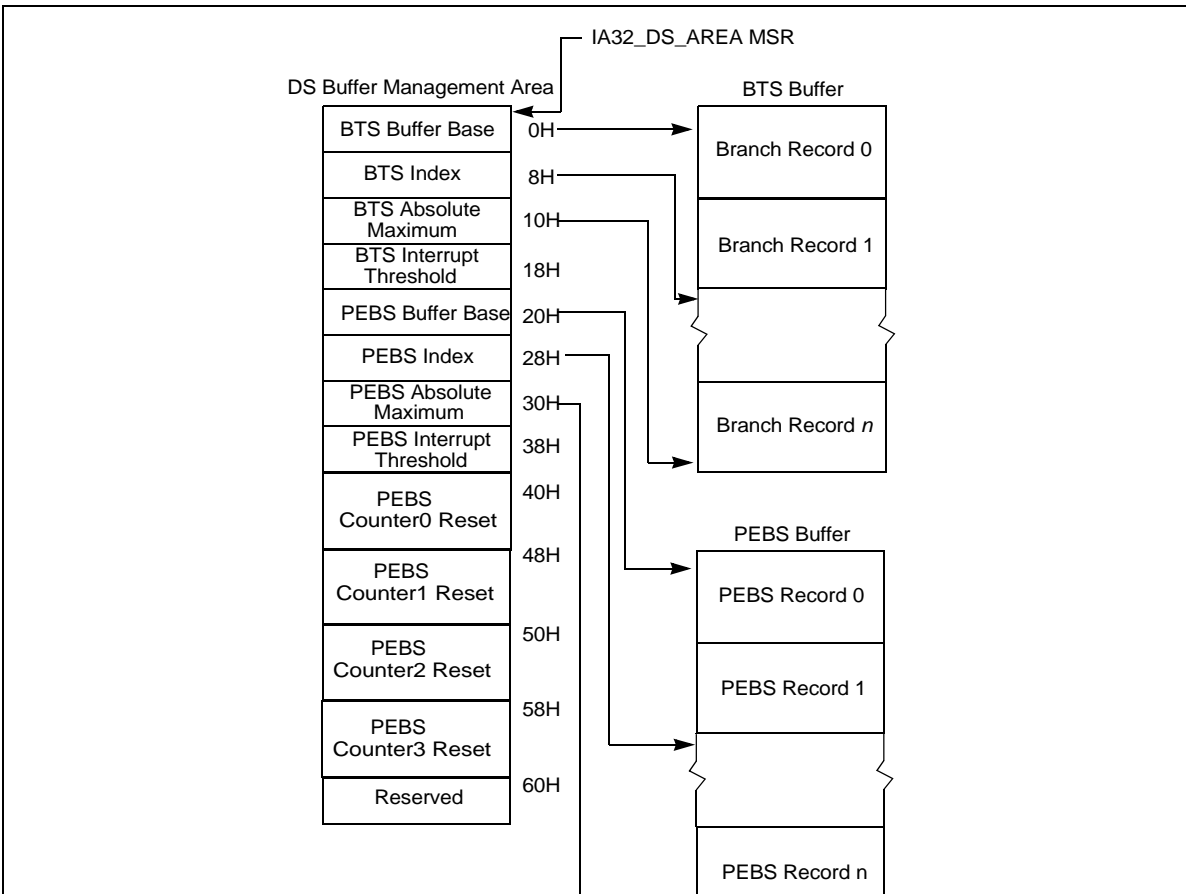 IA32_DS_AREA MSR
DS Buffer Management Area
BTS Buffer Base
0H
BTS Index
8H
BTS Absolute
Maximum
10H
BTS Interrupt
Threshold
18H
PEBS Buffer Base
20H
PEBS Index
28H
PEBS Absolute
Maximum
30H
PEBS Interrupt
Threshold
38H
PEBS
Counter0 Reset
40H
PEBS
Counter1 Reset
48H
PEBS
Counter2 Reset
50H
PEBS
Counter3 Reset
58H
Reserved
60H
BTS Buffer
Branch Record 0
Branch Record 1
Branch Record n
PEBS Buffer
PEBS Record 0
PEBS Record 1
PEBS Record n